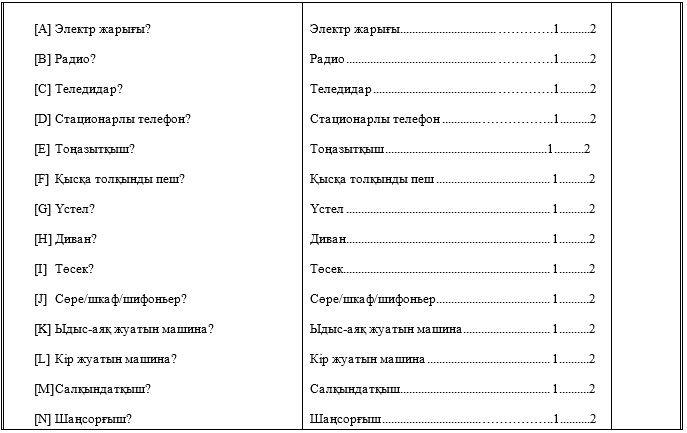 [A] Электр жарығы? Электр жарығы...............................…………..1..........2
[B] Радио? Радио................................................…………..1..........2
[C] Теледидар? Теледидар.......................................…………..1..........2
[D] Стационарлы телефон? Стационарлы телефон............……………..1..........2
[E] Тоңазытқыш? Тоңазытқыш....................................................1..........2
[F] Қысқа толқынды пеш? Қысқа толқынды пеш..................................... 1..........2
[G] Үстел? Үстел................................................................. 1..........2
[H] Диван? Диван................................................................. 1..........2
[I] Төсек? Төсек.................................................................. 1..........2
[J] Сөре/шкаф/шифоньер? Сөре/шкаф/шифоньер..................................... 1..........2
[K] Ыдыс-аяқ жуатын машина? Ыдыс-аяқ жуатын машина............................ 1..........2
[L] Кір жуатын машина? Кір жуатын машина....................................... 1..........2
[M] Салқындатқыш? Салқындатқыш................................................ 1..........2
[N] Шаңсорғыш? Шаңсорғыш................................……………..1..........2